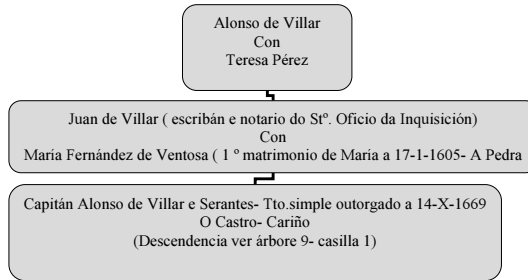 Alonso de Villar
Con
Teresa Pérez
Juan de Villar ( escribán e notario do Stº. Oficio da Inquisición)
Con
María Fernández de Ventosa ( 1 º matrimonio de María a 17-1-1605- A Pedra
Capitán Alonso de Villar e Serantes- Tto.simple outorgado a 14-X-1669
O Castro- Cariño
(Descendencia ver árbore 9- casilla 1)